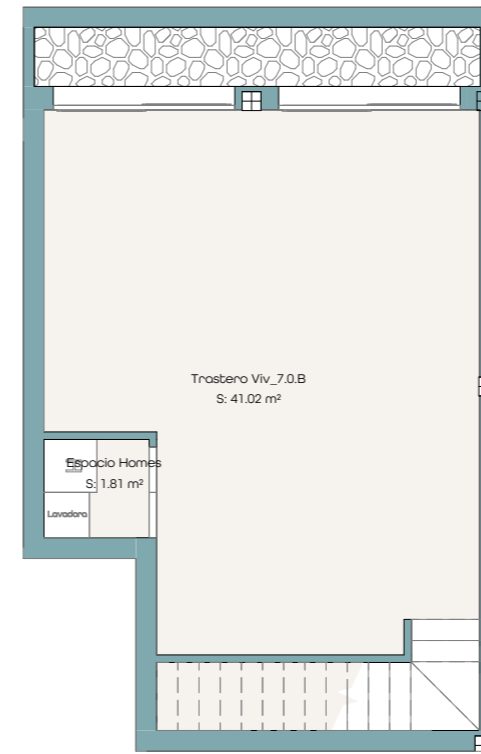 Trastero Viv_7.0.B
S: 41.02 m²
Espacio Homes
S: 1.81 m²
Lavadora